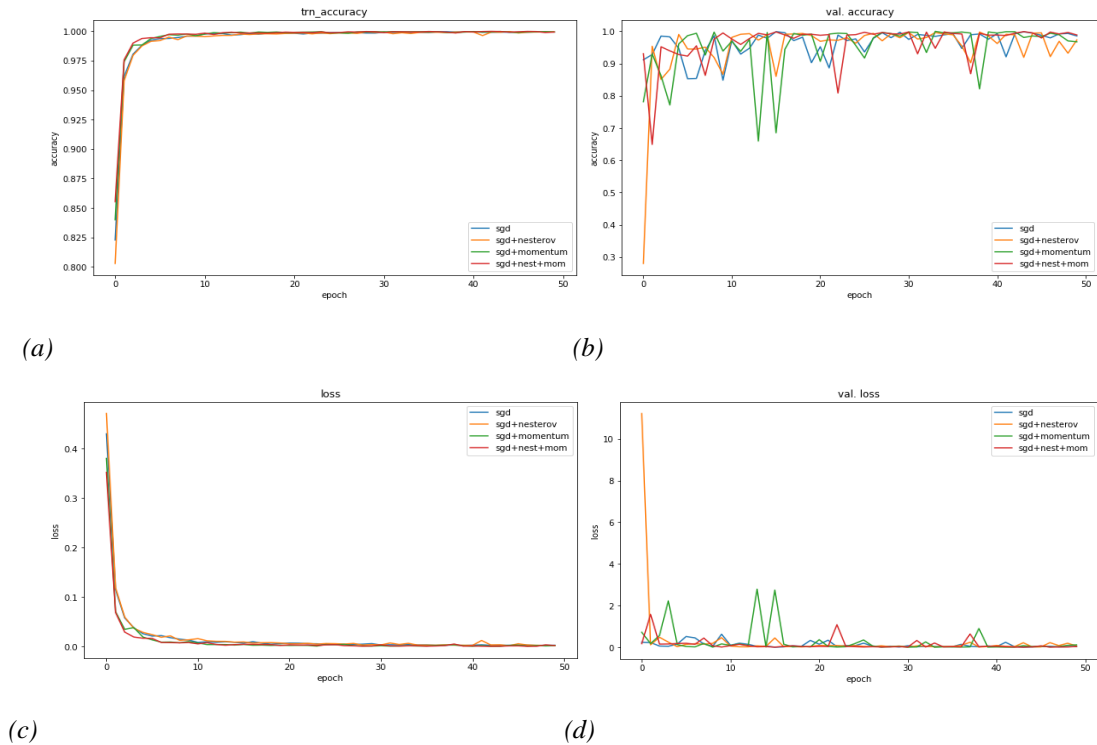 trn_accuracy
1.000
0.975
0.950
0.925
0.900
0.875
0.850
0.825
0.800
accuracy
0 10 20 30 40 50
epoch
sgd
sgd+nesterov
sgd+momentum
sgd+nest+mom
(a)
val. accuracy
1.0
0.9
0.8
0.7
0.6
0.5
0.4
0.3
accuracy
0 10 20 30 40 50
epoch
sgd
sgd+nesterov
sgd+momentum
sgd+nest+mom
(b)
loss
0.4
0.3
0.2
0.1
0.0
loss
0 10 20 30 40 50
epoch
sgd
sgd+nesterov
sgd+momentum
sgd+nest+mom
(c)
val. loss
10
8
6
4
2
0
loss
0 10 20 30 40 50
epoch
sgd
sgd+nesterov
sgd+momentum
sgd+nest+mom
(d)